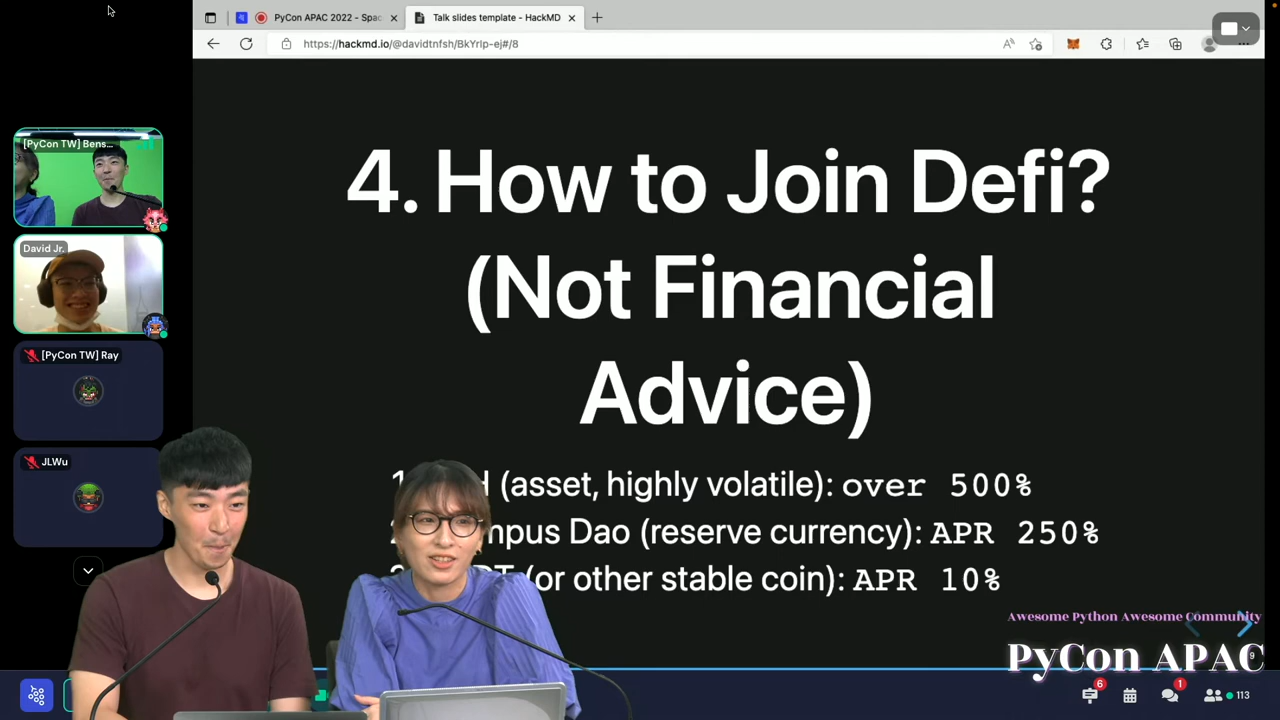 PyCon APAC 2022 - Spac
Talk slides template - HackMD
https://hackmd.io/@davidtnfsh/BkYrIp-ej#/8
[PyCon TW] Bens...
David Jr.
[PyCon TW] Ray
JLWu
4. How to Join Defi?
(Not Financial
Advice)
(asset, highly volatile): over 500%
Dao (reserve currency): APR 250%
(or other stable coin): APR 10%
Awesome Python Awesome Community
PyCon APAC
9
6
1
113